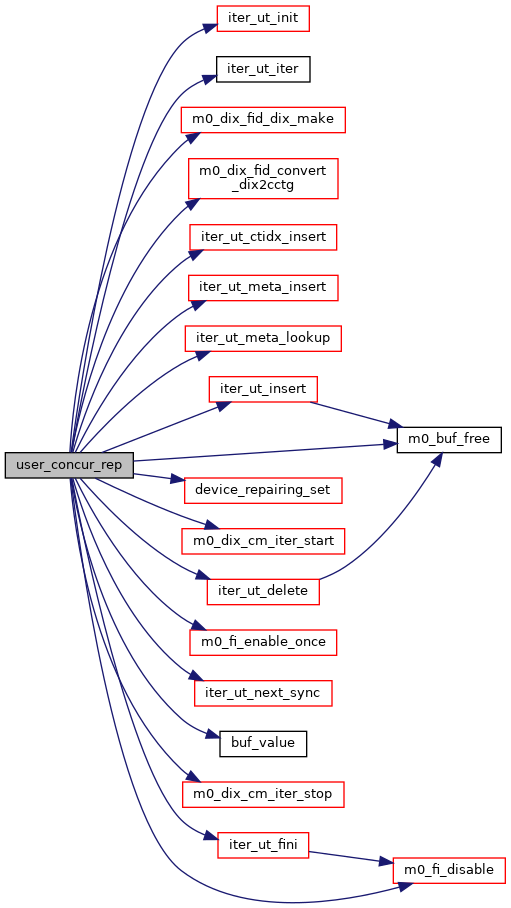 iter_ut_init
iter_ut_iter
m0_dix_fid_dix_make
m0_dix_fid_convert
_dix2cctg
iter_ut_ctidx_insert
iter_ut_meta_insert
iter_ut_meta_lookup
iter_ut_insert
m0_buf_free
user_concur_rep
device_repairing_set
m0_dix_cm_iter_start
iter_ut_delete
m0_fi_enable_once
iter_ut_next_sync
buf_value
m0_dix_cm_iter_stop
iter_ut_fini
m0_fi_disable